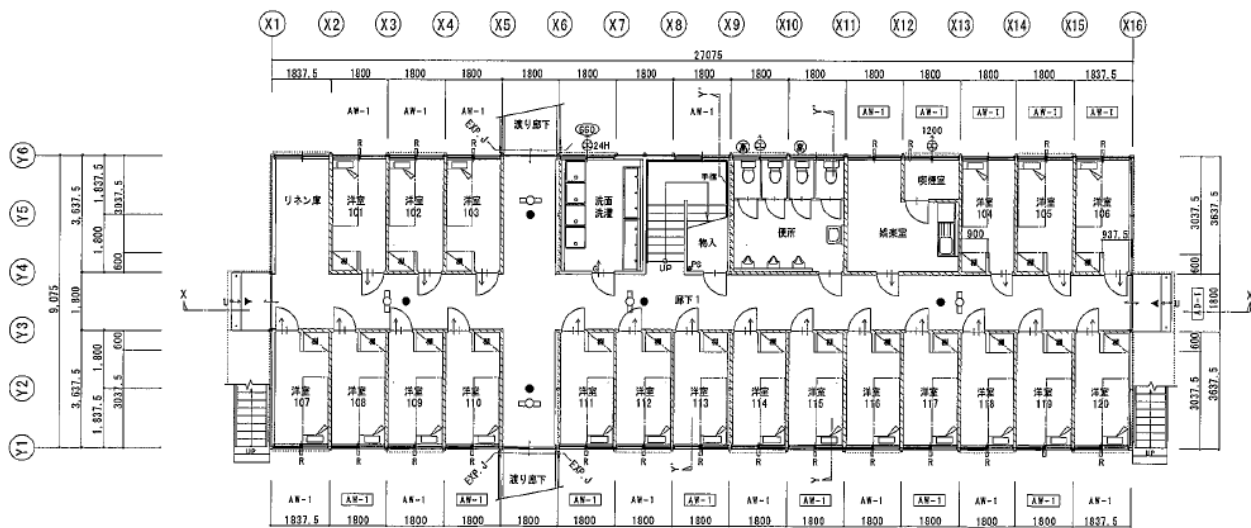 X1 X2 X3 X4 X5 X6 X7 X8 X9 X10 X11 X12 X13 X14 X15 X16
27075
1837.5 1800 1800 1800 1800 1800 1800 1800 1800 1800 1800 1800 1800 1800 1837.5
AW-1 AW-1 AW-1 AW-1 AW-1 AW-1 AW-1 AW-1 AW-1
渡り廊下
EXP.J
660
24H
1200
R R R R R R R R
Y6
Y5
Y4
Y3
Y2
Y1
9,075
3,637.5
1,800
3,637.5
1,837.5
1,800
1,800
1,837.5
3037.5
600
600
3037.5
リネン庫
洋室
101
洋室
102
洋室
103
洗面
洗濯
手摺
物入
PS
UP
便所
喫煙室
娯楽室
洋室
104
洋室
105
洋室
106
900
937.5
3037.5
600
600
3037.5
3637.5
1800
3637.5
AD-1
X
X
廊下1
洋室
107
洋室
108
洋室
109
洋室
110
洋室
111
洋室
112
洋室
113
洋室
114
洋室
115
洋室
116
洋室
117
洋室
118
洋室
119
洋室
120
UP
UP
R R R R R R R R R R R R R R
EXP.J
渡り廊下
EXP.J
AW-1 AW-1 AW-1 AW-1 AW-1 AW-1 AW-1 AW-1 AW-1 AW-1 AW-1 AW-1 AW-1 AW-1
1837.5 1800 1800 1800 1800 1800 1800 1800 1800 1800 1800 1800 1800 1800 1837.5